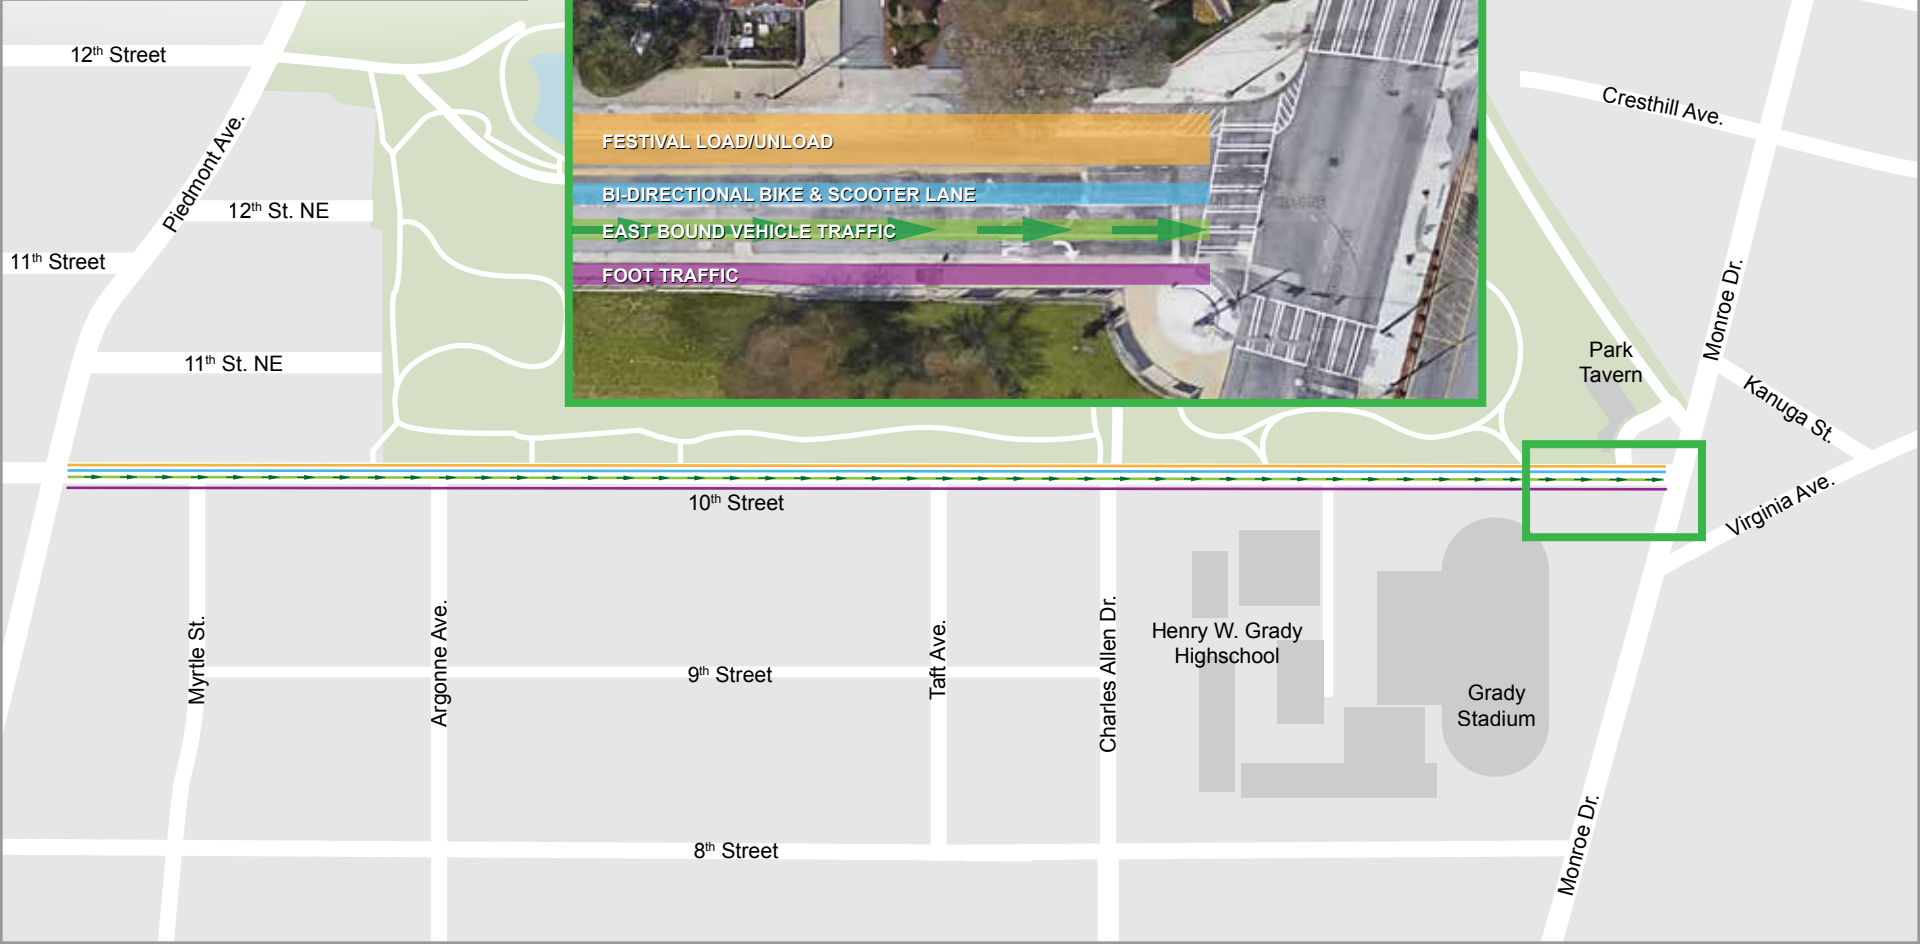 12th Street
Piedmont Ave.
12th St. NE
11th Street
11th St. NE
FESTIVAL LOAD/UNLOAD
BI-DIRECTIONAL BIKE & SCOOTER LANE
EAST BOUND VEHICLE TRAFFIC
FOOT TRAFFIC
Cresthill Ave.
Monroe Dr.
Park
Tavern
Kanuga St.
Virginia Ave.
10th Street
Myrtle St.
Argonne Ave.
9th Street
Taft Ave.
Charles Allen Dr.
Henry W. Grady
Highschool
Grady
Stadium
8th Street
Monroe Dr.